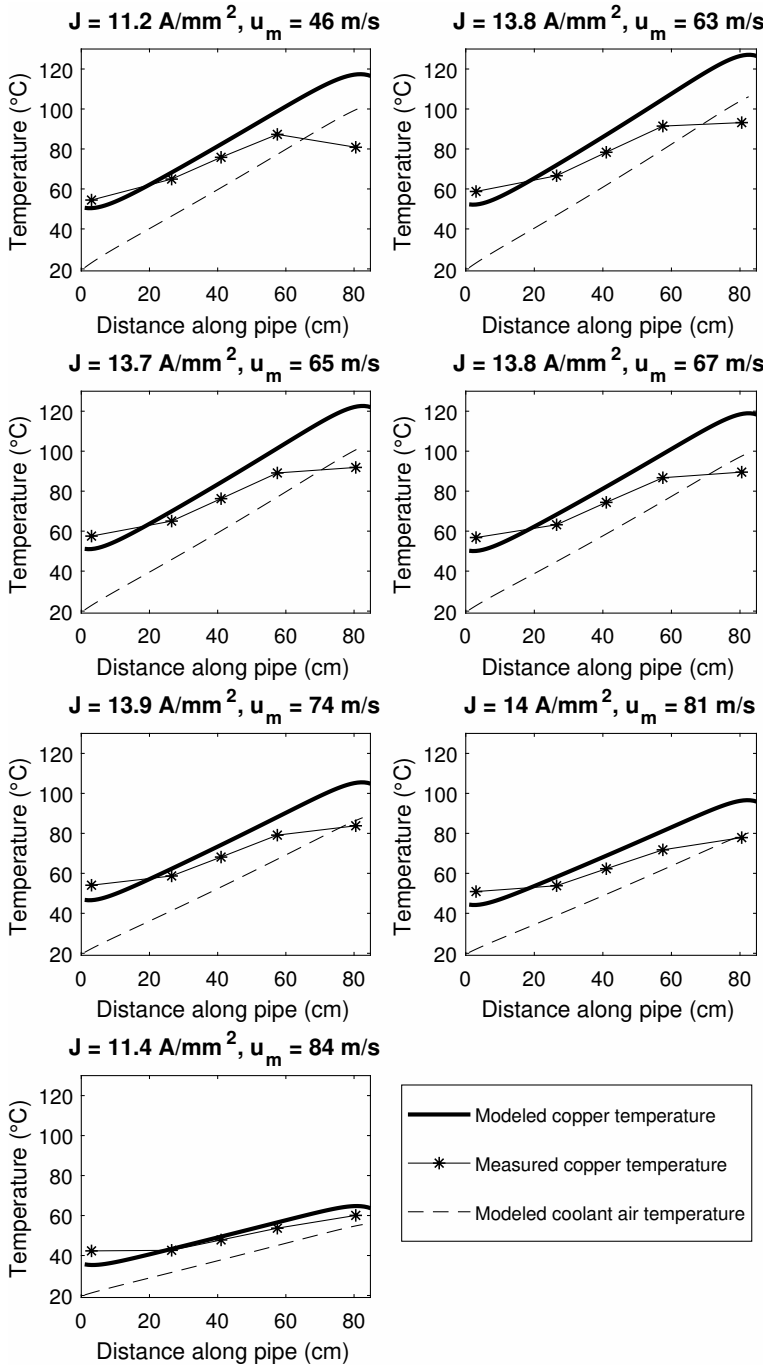 J = 11.2 A/mm², uₘ = 46 m/s
120
100
80
60
40
20
Temperature (°C)
0 20 40 60 80
Distance along pipe (cm)
J = 13.8 A/mm², uₘ = 63 m/s
120
100
80
60
40
20
Temperature (°C)
0 20 40 60 80
Distance along pipe (cm)
J = 13.7 A/mm², uₘ = 65 m/s
120
100
80
60
40
20
Temperature (°C)
0 20 40 60 80
Distance along pipe (cm)
J = 13.8 A/mm², uₘ = 67 m/s
120
100
80
60
40
20
Temperature (°C)
0 20 40 60 80
Distance along pipe (cm)
J = 13.9 A/mm², uₘ = 74 m/s
120
100
80
60
40
20
Temperature (°C)
0 20 40 60 80
Distance along pipe (cm)
J = 14 A/mm², uₘ = 81 m/s
120
100
80
60
40
20
Temperature (°C)
0 20 40 60 80
Distance along pipe (cm)
J = 11.4 A/mm², uₘ = 84 m/s
120
100
80
60
40
20
Temperature (°C)
0 20 40 60 80
Distance along pipe (cm)
Modeled copper temperature
Measured copper temperature
Modeled coolant air temperature